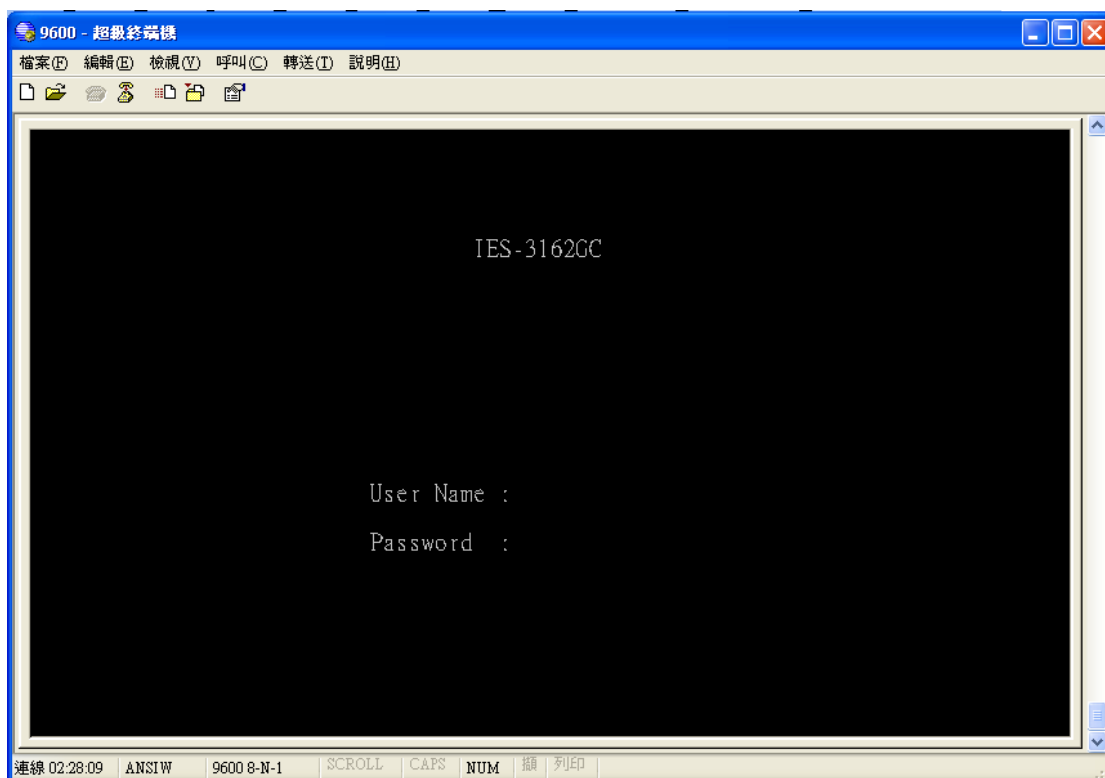 9600 - 超級終端機
檔案(F) 編輯(E) 檢視(V) 呼叫(C) 轉送(T) 說明(H)
IES-3162GC
User Name :
Password :
連線 02:28:09 ANSIW 9600 8-N-1 SCROLL CAPS NUM 擷 列印